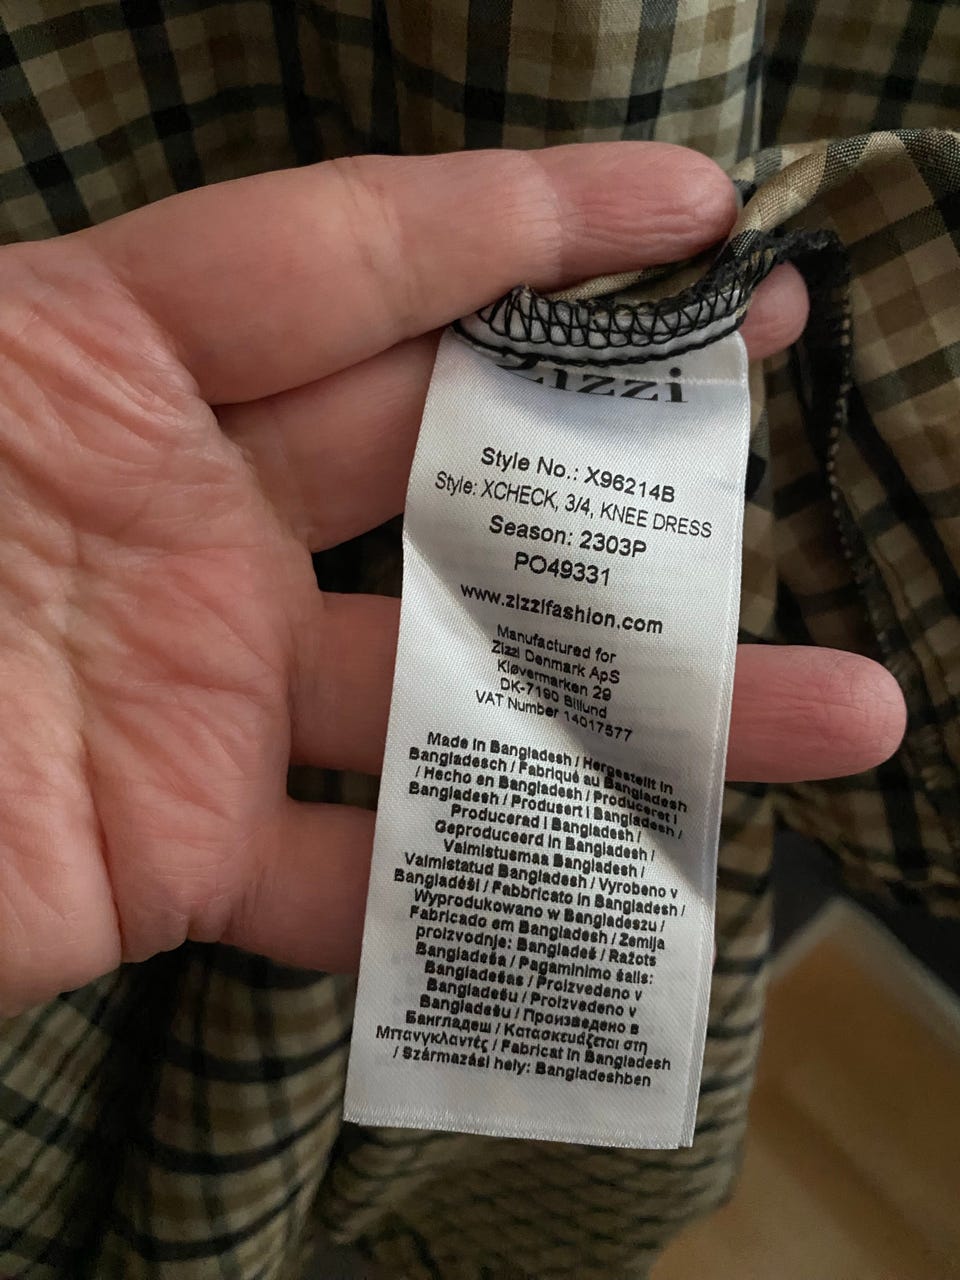 Zizzi
Style No.: X96214B
Style: XCHECK, 3/4, KNEE DRESS
Season: 2303P
PO49331
www.zizzifashion.com
Manufactured for
Zizzi Denmark ApS
Kløvermarken 29
DK-7190 Billund
VAT Number 14017577
Made in Bangladesh / Hergestellt in
Bangladesch / Fabriqué au Bangladesh
/ Hecho en Bangladesh / Produceret i
Bangladesh / Produsert i Bangladesh /
Producerad i Bangladesh /
Geproduceerd in Bangladesh /
Valmistusmaa Bangladesh /
Valmistatud Bangladesh / Vyrobeno v
Bangladéši / Fabbricato in Bangladesh /
Wyprodukowano w Bangladeszu /
Fabricado em Bangladesh / Zemlja
proizvodnje: Bangladeš / Ražots
Bangladeša / Pagaminimo šalis:
Bangladešas / Proizvedeno v
Bangladešu / Proizvedeno v
Bangladešu / Произведено в
Бангладеш / Κατασκευάζεται στη
Μπανγκλαντές / Fabricat în Bangladesh
/ Származási hely: Bangladeshben